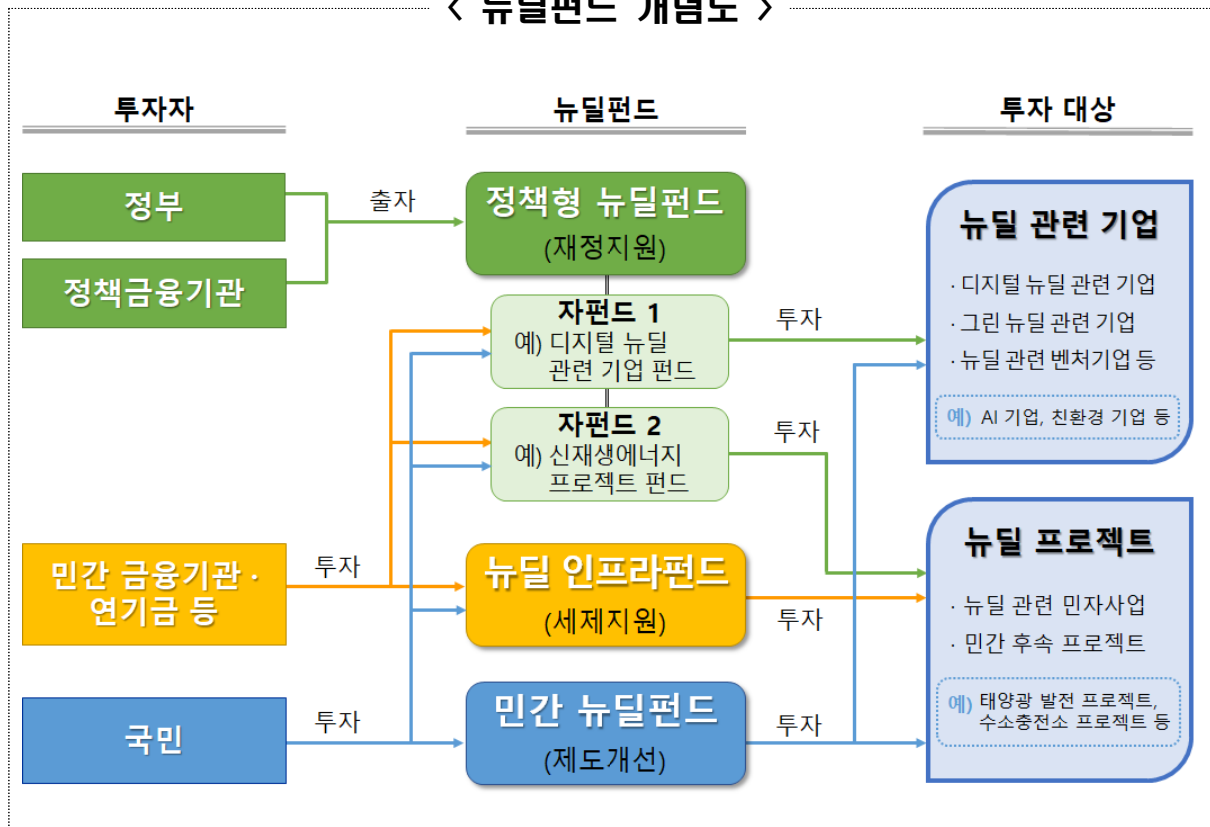 < 뉴딜펀드 개념도 >
투자자
뉴딜펀드
투자 대상
정부
정책금융기관
출자
정책형 뉴딜펀드
(재정지원)
자펀드 1
예) 디지털 뉴딜
관련 기업 펀드
투자
자펀드 2
예) 신재생에너지
프로젝트 펀드
투자
뉴딜 관련 기업
· 디지털 뉴딜 관련 기업
· 그린 뉴딜 관련 기업
· 뉴딜 관련 벤처기업 등
예) AI 기업, 친환경 기업 등
민간 금융기관 ·
연기금 등
투자
뉴딜 인프라펀드
(세제지원)
투자
뉴딜 프로젝트
· 뉴딜 관련 민자사업
· 민간 후속 프로젝트
예) 태양광 발전 프로젝트,
수소충전소 프로젝트 등
국민
투자
민간 뉴딜펀드
(제도개선)
투자